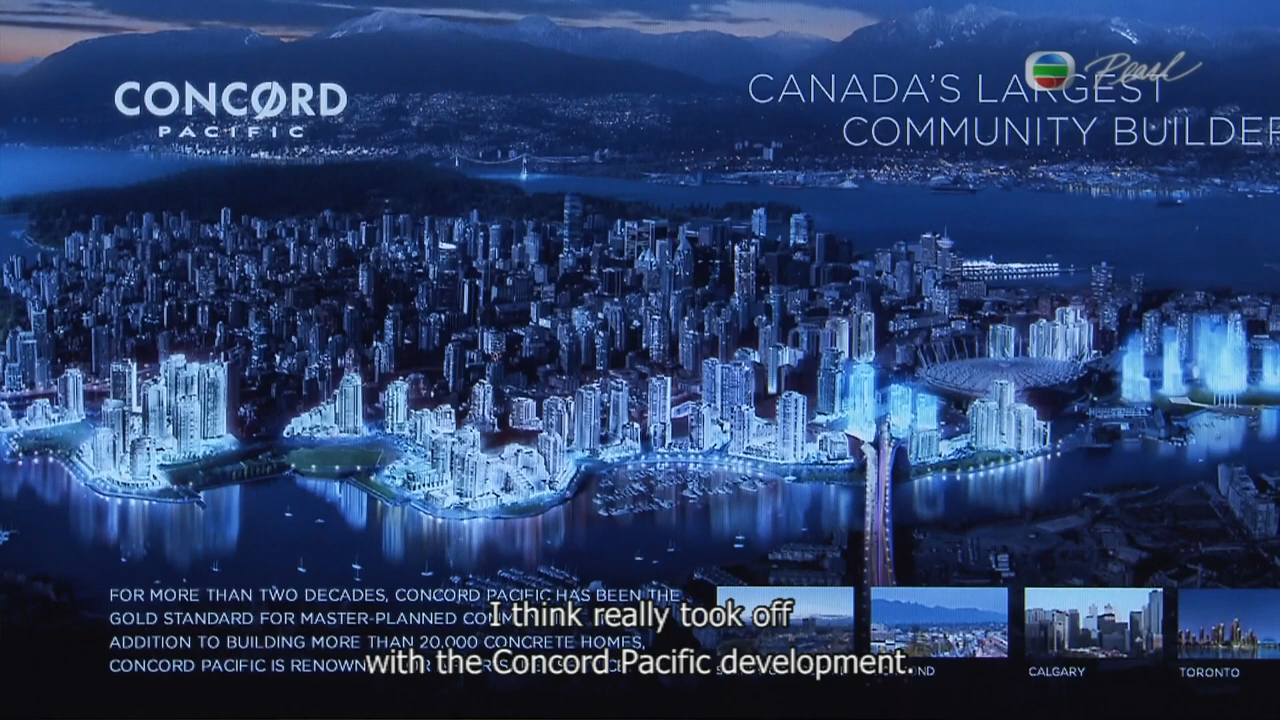 CONCORD
PACIFIC
CANADA'S LARGEST
COMMUNITY BUILDER
Pearl
FOR MORE THAN TWO DECADES, CONCORD PACIFIC HAS BEEN THE
GOLD STANDARD FOR MASTER-PLANNED
ADDITION TO BUILDING MORE THAN 20,000 CONCRETE HOMES,
CONCORD PACIFIC IS
I think really took off
with the Concord Pacific development.
CALGARY
TORONTO